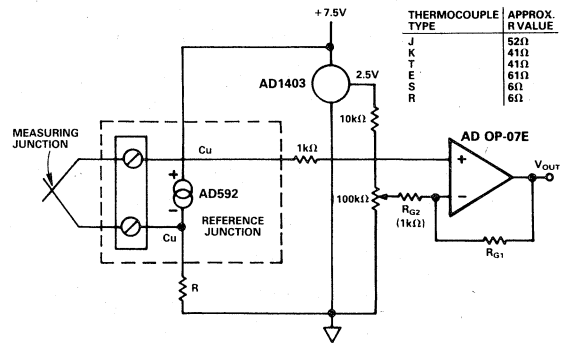 +7.5V
THERMOCOUPLE TYPE APPROX. R VALUE
J 52Ω
K 41Ω
T 41Ω
E 61Ω
S 6Ω
R 6Ω
AD1403
2.5V
10kΩ
AD OP-07E
MEASURING
JUNCTION
Cu
1kΩ
+
VOUT
+
AD592
–
100kΩ
RG2
(1kΩ)
–
REFERENCE
JUNCTION
Cu
RG1
R